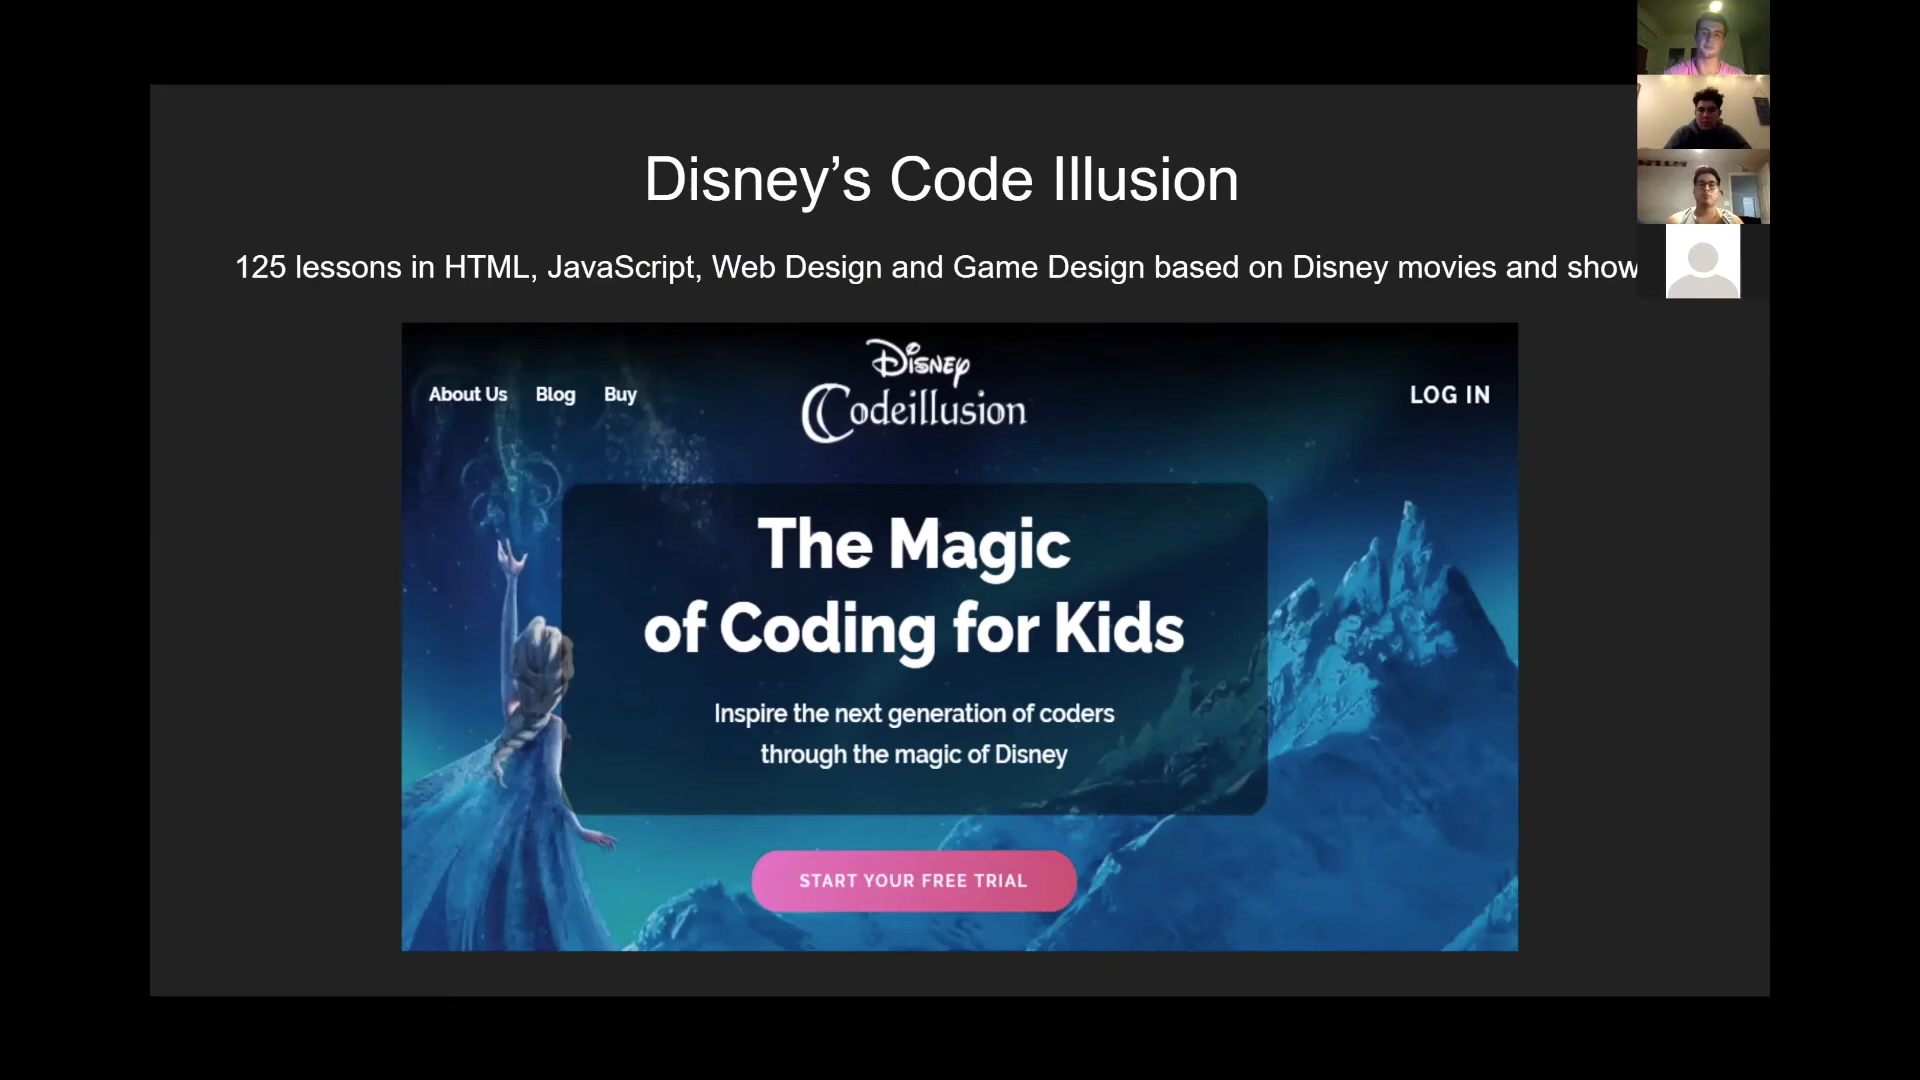 Disney’s Code Illusion
125 lessons in HTML, JavaScript, Web Design and Game Design based on Disney movies and show
Disney
Codeillusion
About Us Blog Buy
LOG IN
The Magic
of Coding for Kids
Inspire the next generation of coders
through the magic of Disney
START YOUR FREE TRIAL